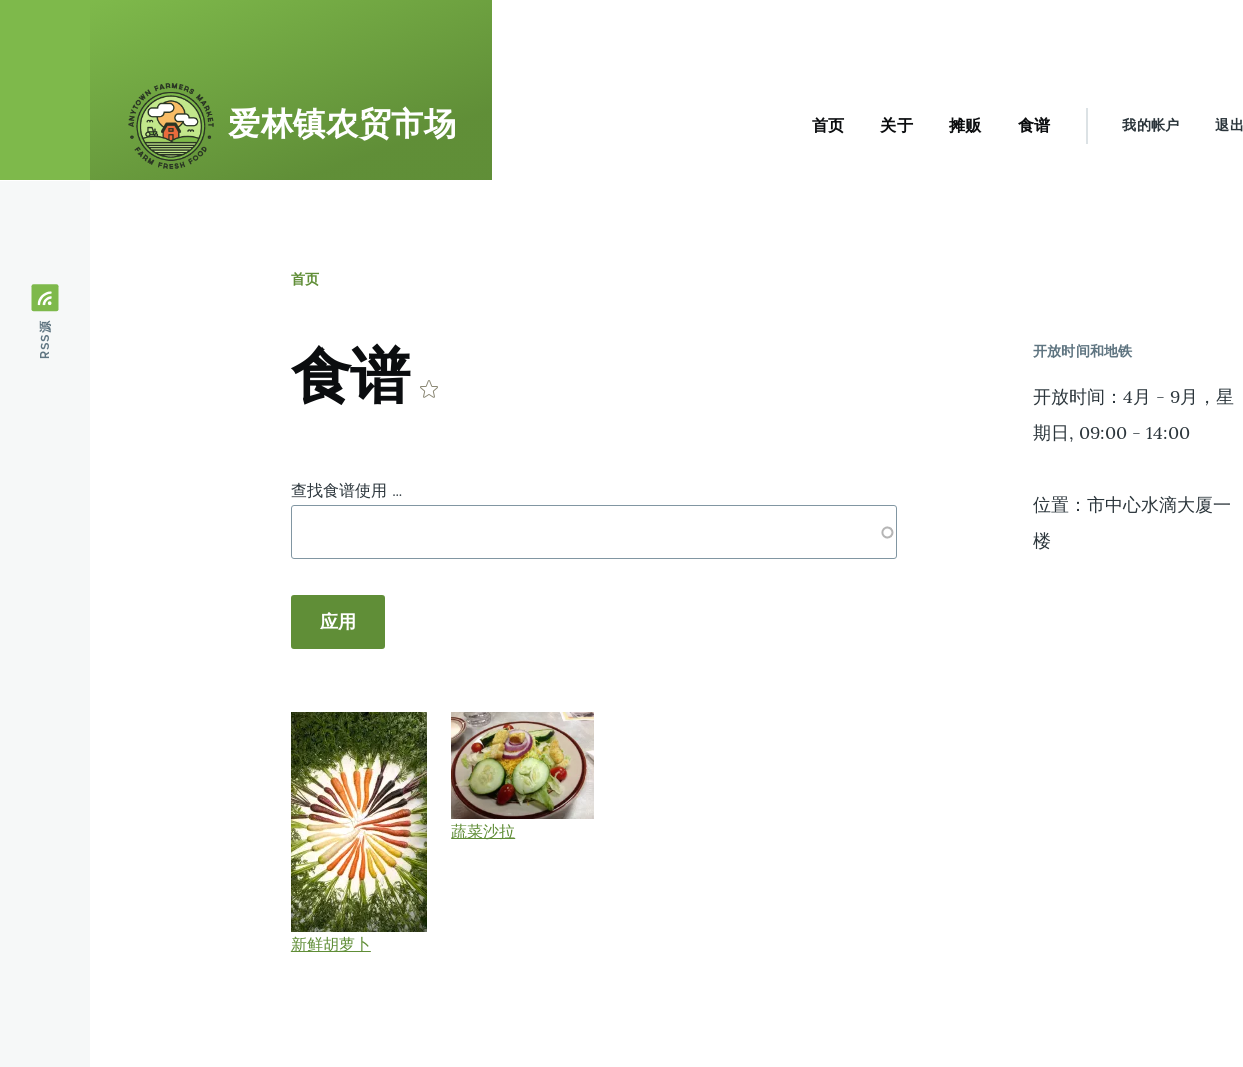 ANYTOWN FARMERS MARKET
FARM FRESH FOOD
爱林镇农贸市场
首页
关于
摊贩
食谱
我的帐户
退出
RSS源
首页
食谱
查找食谱使用 ...
应用
新鲜胡萝卜
蔬菜沙拉
开放时间和地铁
开放时间：4月 - 9月，星
期日, 09:00 - 14:00
位置：市中心水滴大厦一
楼